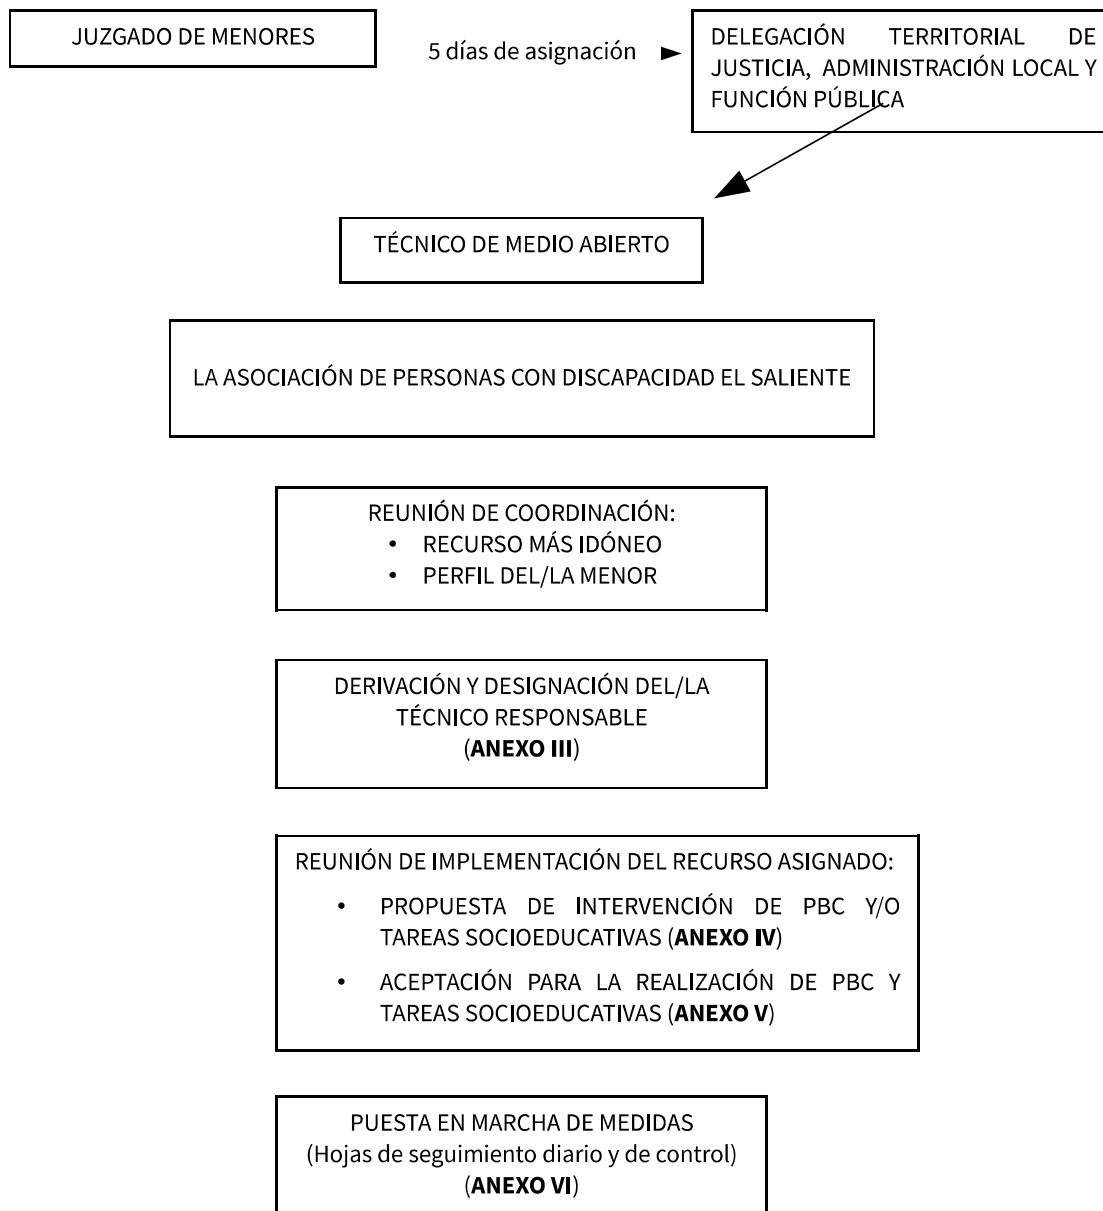 JUZGADO DE MENORES
5 días de asignación
DELEGACIÓN TERRITORIAL DE
JUSTICIA, ADMINISTRACIÓN LOCAL Y
FUNCIÓN PÚBLICA
TÉCNICO DE MEDIO ABIERTO
LA ASOCIACIÓN DE PERSONAS CON DISCAPACIDAD EL SALIENTE
REUNIÓN DE COORDINACIÓN:
• RECURSO MÁS IDÓNEO
• PERFIL DEL/LA MENOR
DERIVACIÓN Y DESIGNACIÓN DEL/LA
TÉCNICO RESPONSABLE
(ANEXO III)
REUNIÓN DE IMPLEMENTACIÓN DEL RECURSO ASIGNADO:
• PROPUESTA DE INTERVENCIÓN DE PBC Y/O
TAREAS SOCIOEDUCATIVAS (ANEXO IV)
• ACEPTACIÓN PARA LA REALIZACIÓN DE PBC Y
TAREAS SOCIOEDUCATIVAS (ANEXO V)
PUESTA EN MARCHA DE MEDIDAS
(Hojas de seguimiento diario y de control)
(ANEXO VI)